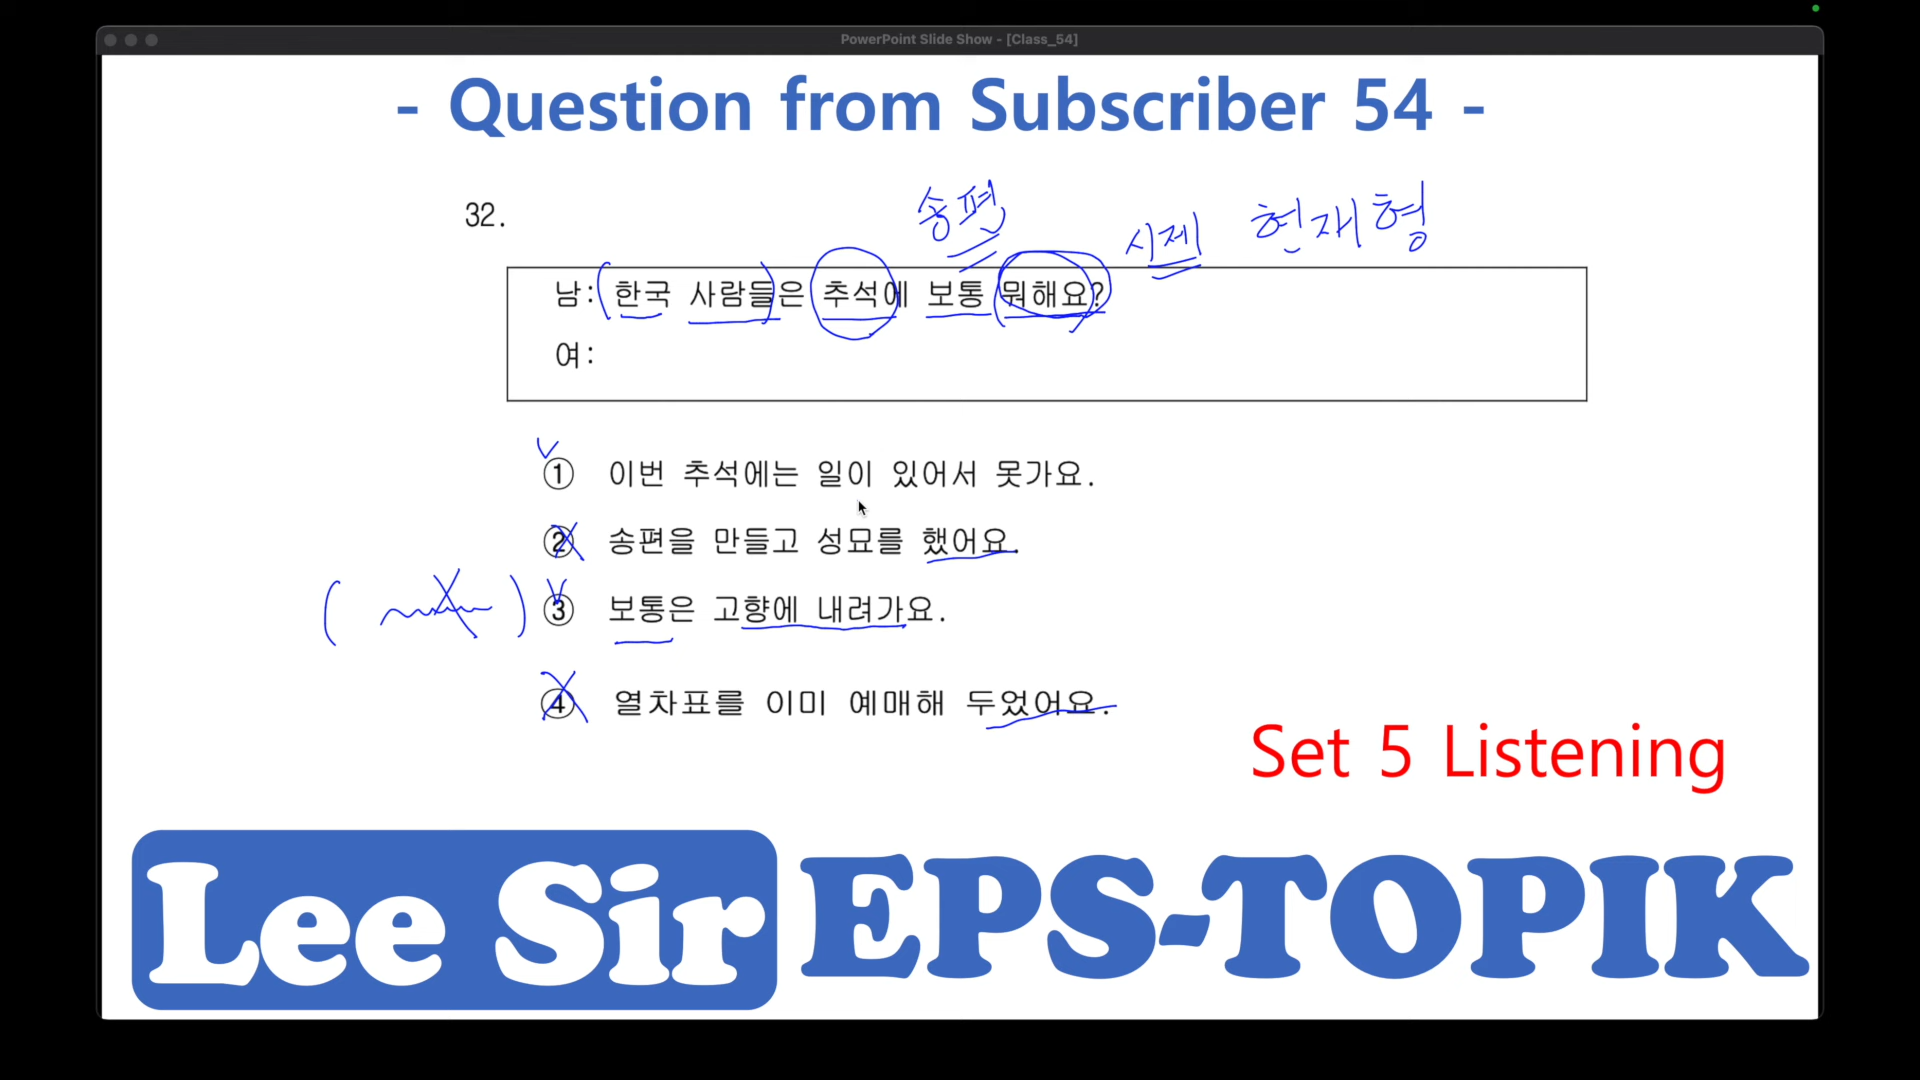 PowerPoint Slide Show - [Class_54]
- Question from Subscriber 54 -
송편
시제 현재형
32.
남: (한국 사람들)은 추석에 보통 뭐해요?
여:
① 이번 추석에는 일이 있어서 못가요.
② 송편을 만들고 성묘를 했어요.
③ 보통은 고향에 내려가요.
④ 열차표를 이미 예매해 두었어요.
Set 5 Listening
Lee Sir EPS-TOPIK